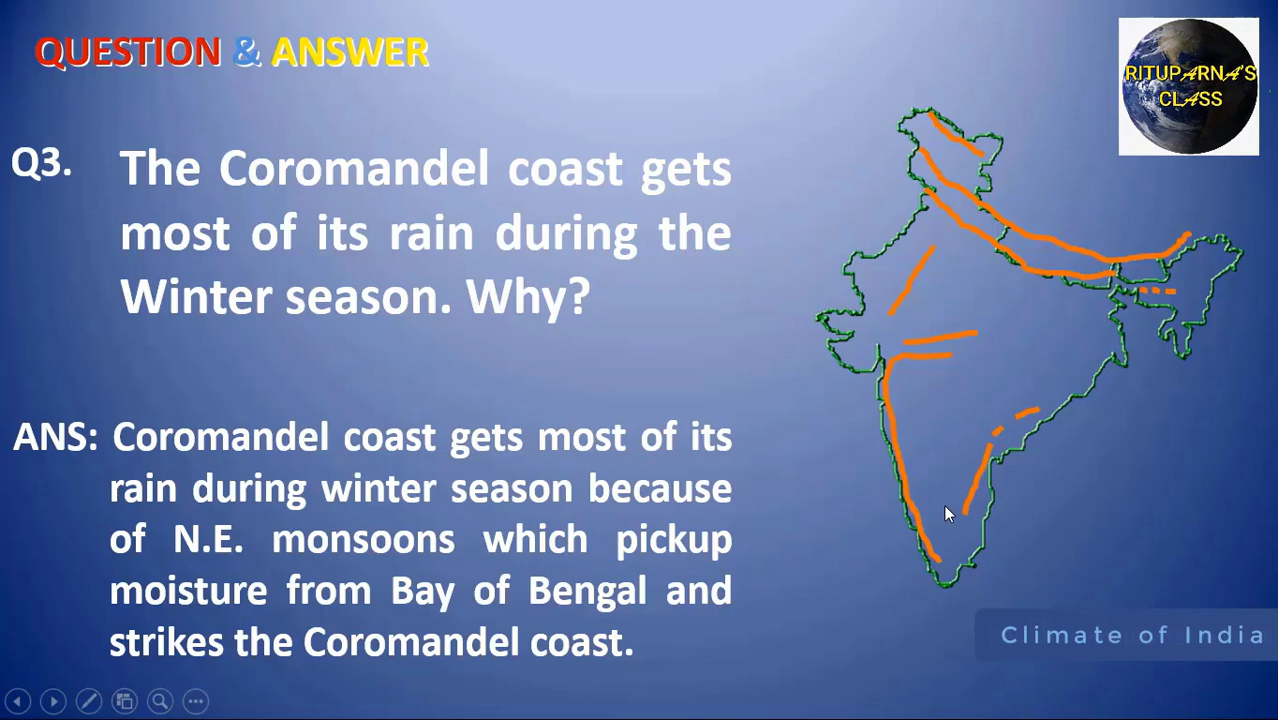 QUESTION & ANSWER
RITUPARNA'S
CLASS
Q3. The Coromandel coast gets
most of its rain during the
Winter season. Why?
ANS: Coromandel coast gets most of its
rain during winter season because
of N.E. monsoons which pickup
moisture from Bay of Bengal and
strikes the Coromandel coast.
Climate of India